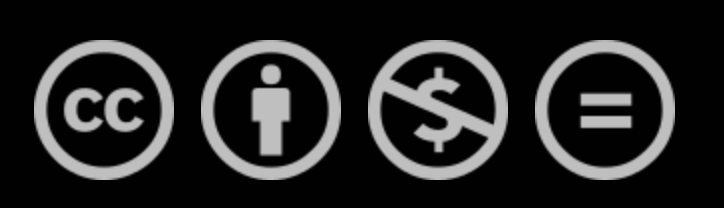 cc $ =